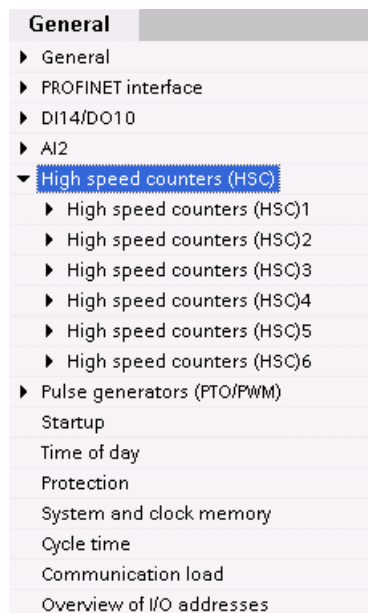 General
General
PROFINET interface
DI14/DO10
AI2
High speed counters (HSC)
High speed counters (HSC)1
High speed counters (HSC)2
High speed counters (HSC)3
High speed counters (HSC)4
High speed counters (HSC)5
High speed counters (HSC)6
Pulse generators (PTO/PWM)
Startup
Time of day
Protection
System and clock memory
Cycle time
Communication load
Overview of I/O addresses